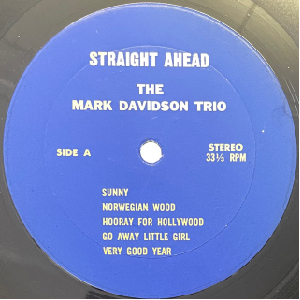 STRAIGHT AHEAD
THE
MARK DAVIDSON TRIO
SIDE A
STEREO
33⅓ RPM
SUNNY
NORWEGIAN WOOD
HOORAY FOR HOLLYWOOD
GO AWAY LITTLE GIRL
VERY GOOD YEAR